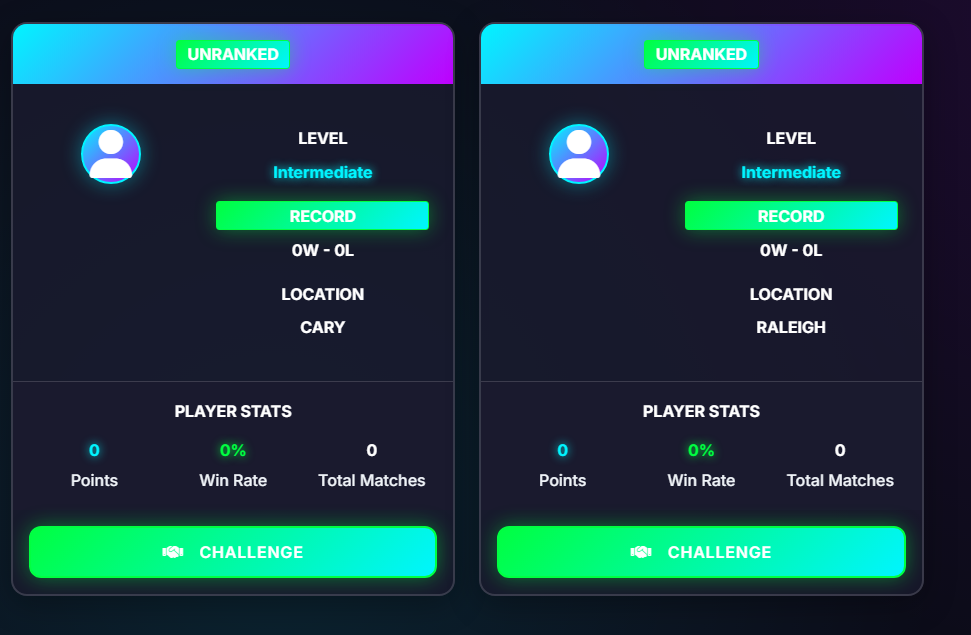 UNRANKED
LEVEL
Intermediate
RECORD
0W - 0L
LOCATION
CARY
PLAYER STATS
0 0% 0
Points Win Rate Total Matches
CHALLENGE
UNRANKED
LEVEL
Intermediate
RECORD
0W - 0L
LOCATION
RALEIGH
PLAYER STATS
0 0% 0
Points Win Rate Total Matches
CHALLENGE